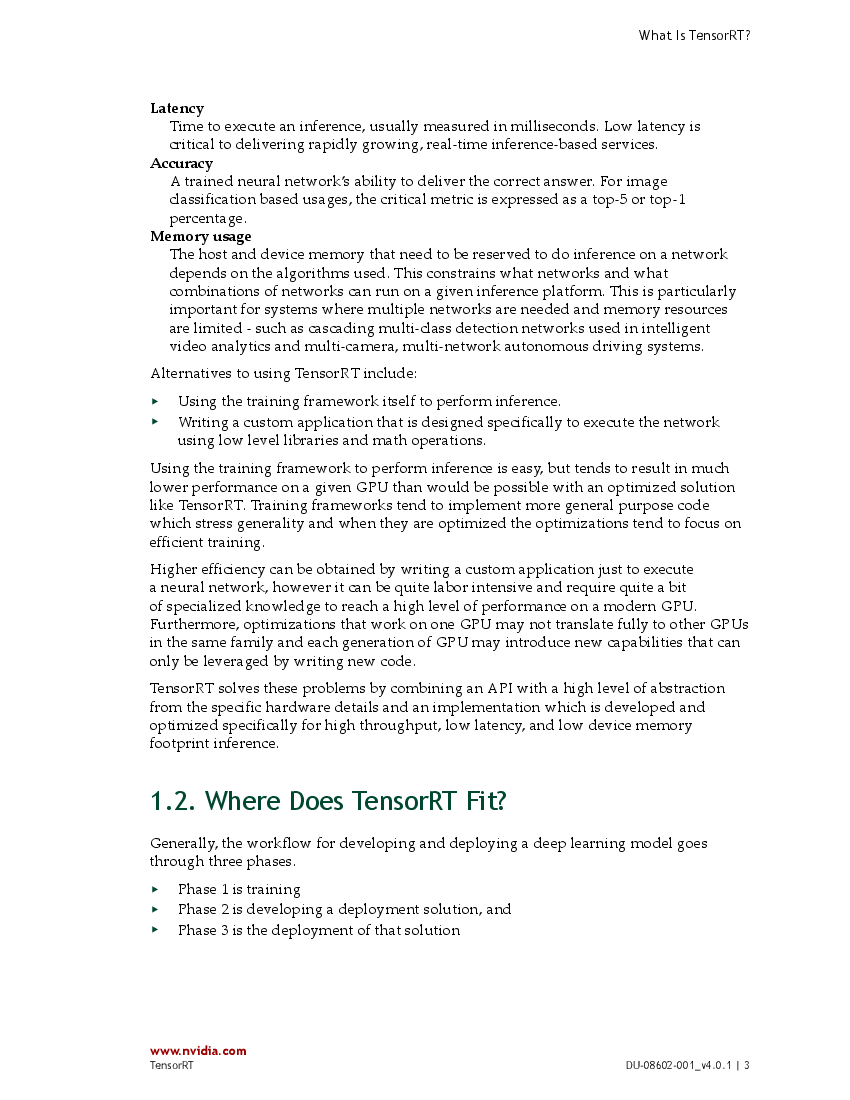 What Is TensorRT?
Latency
Time to execute an inference, usually measured in milliseconds. Low latency is
critical to delivering rapidly growing, real-time inference-based services.
Accuracy
A trained neural network's ability to deliver the correct answer. For image
classification based usages, the critical metric is expressed as a top-5 or top-1
percentage.
Memory usage
The host and device memory that need to be reserved to do inference on a network
depends on the algorithms used. This constrains what networks and what
combinations of networks can run on a given inference platform. This is particularly
important for systems where multiple networks are needed and memory resources
are limited - such as cascading multi-class detection networks used in intelligent
video analytics and multi-camera, multi-network autonomous driving systems.
Alternatives to using TensorRT include:
▸ Using the training framework itself to perform inference.
▸ Writing a custom application that is designed specifically to execute the network
using low level libraries and math operations.
Using the training framework to perform inference is easy, but tends to result in much
lower performance on a given GPU than would be possible with an optimized solution
like TensorRT. Training frameworks tend to implement more general purpose code
which stress generality and when they are optimized the optimizations tend to focus on
efficient training.
Higher efficiency can be obtained by writing a custom application just to execute
a neural network, however it can be quite labor intensive and require quite a bit
of specialized knowledge to reach a high level of performance on a modern GPU.
Furthermore, optimizations that work on one GPU may not translate fully to other GPUs
in the same family and each generation of GPU may introduce new capabilities that can
only be leveraged by writing new code.
TensorRT solves these problems by combining an API with a high level of abstraction
from the specific hardware details and an implementation which is developed and
optimized specifically for high throughput, low latency, and low device memory
footprint inference.
1.2. Where Does TensorRT Fit?
Generally, the workflow for developing and deploying a deep learning model goes
through three phases.
▸ Phase 1 is training
▸ Phase 2 is developing a deployment solution, and
▸ Phase 3 is the deployment of that solution
www.nvidia.com
TensorRT DU-08602-001_v4.0.1 | 3